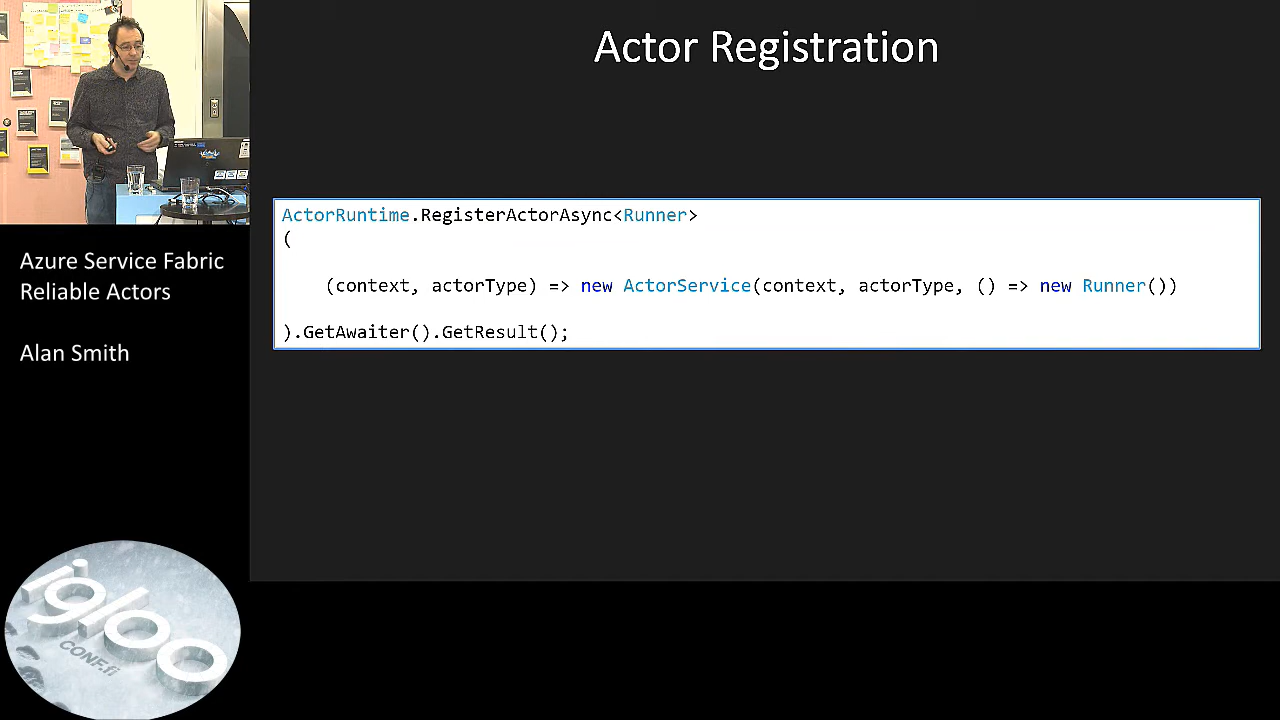 Actor Registration
ActorRuntime.RegisterActorAsync<Runner>
(
(context, actorType) => new ActorService(context, actorType, () => new Runner())
).GetAwaiter().GetResult();
Azure Service Fabric
Reliable Actors
Alan Smith
igloo
CONF.fi